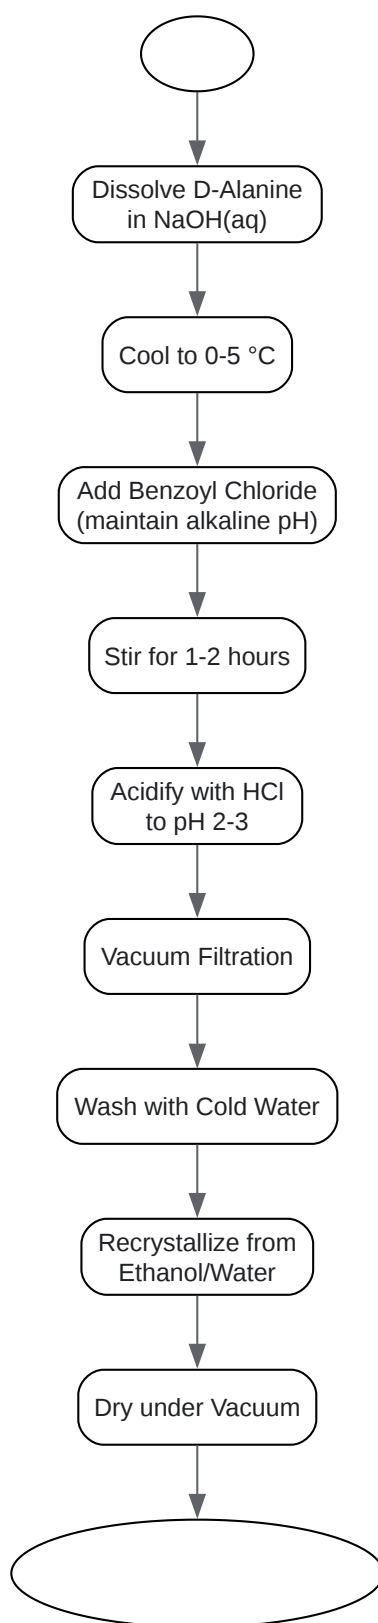 Dissolve D-Alanine
in NaOH(aq)
Cool to 0-5 °C
Add Benzoyl Chloride
(maintain alkaline pH)
Stir for 1-2 hours
Acidify with HCl
to pH 2-3
Vacuum Filtration
Wash with Cold Water
Recrystallize from
Ethanol/Water
Dry under Vacuum